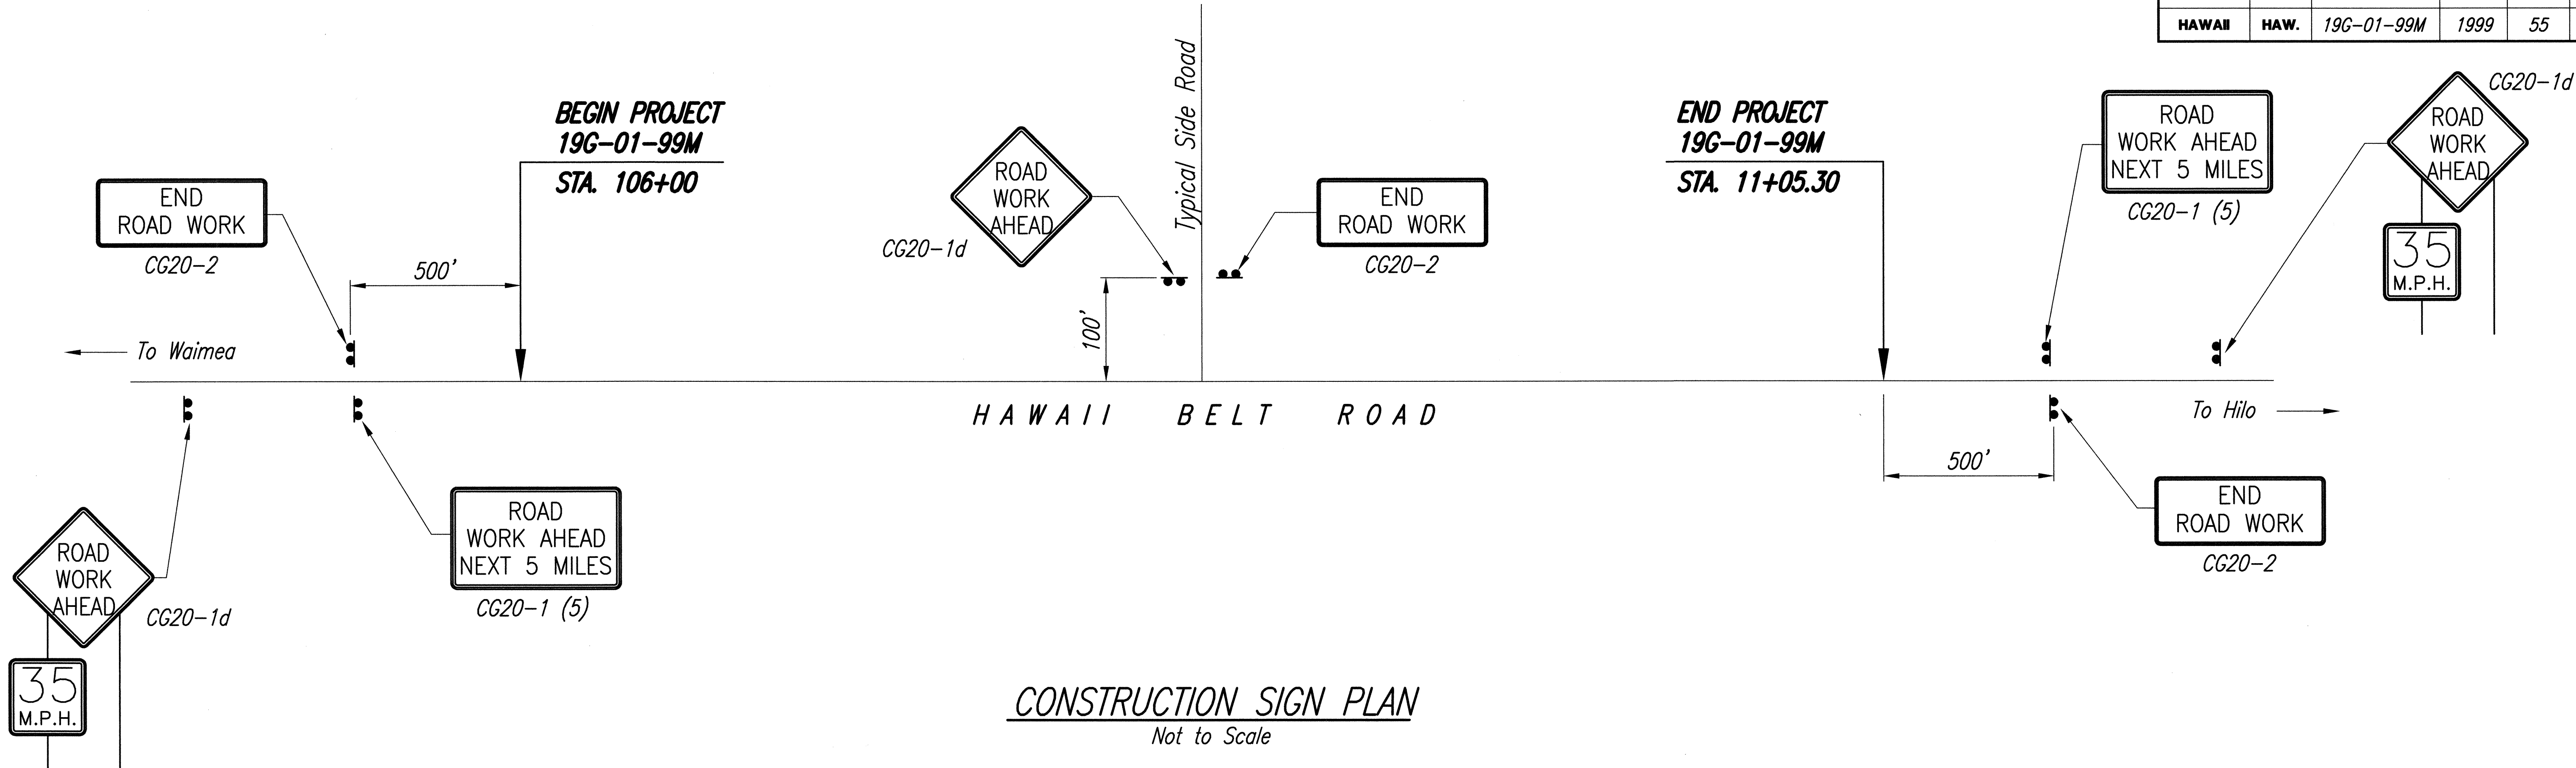 HAWAII HAW. 19G-01-99M 1999 55
BEGIN PROJECT
19G-01-99M
STA. 106+00
END
ROAD WORK
CG20-2
500'
To Waimea
ROAD
WORK
AHEAD
CG20-1d
35
M.P.H.
ROAD
WORK AHEAD
NEXT 5 MILES
CG20-1 (5)
Typical Side Road
ROAD
WORK
AHEAD
CG20-1d
100'
END
ROAD WORK
CG20-2
HAWAII BELT ROAD
END PROJECT
19G-01-99M
STA. 11+05.30
ROAD
WORK AHEAD
NEXT 5 MILES
CG20-1 (5)
CG20-1d
ROAD
WORK
AHEAD
35
M.P.H.
To Hilo
500'
END
ROAD WORK
CG20-2
CONSTRUCTION SIGN PLAN
Not to Scale